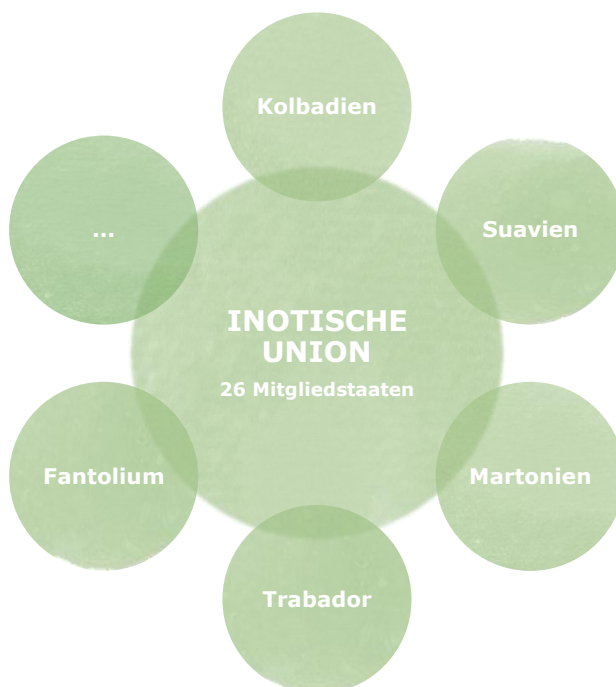 Kolbadien
...
Suavien
INOTISCHE
UNION
26 Mitgliedstaaten
Fantolium
Martonien
Trabador